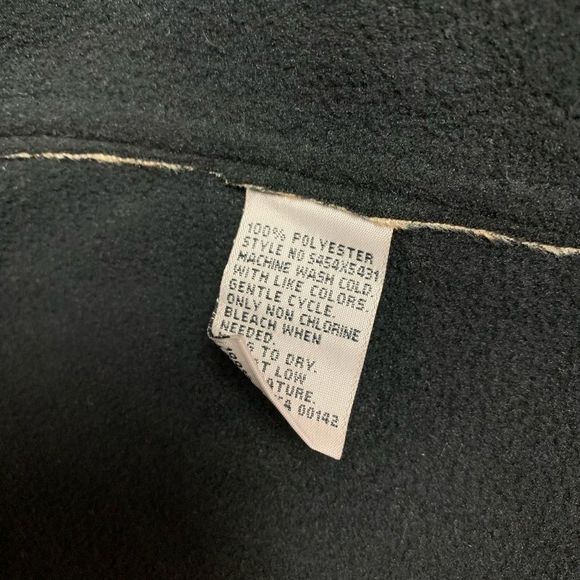 100% POLYESTER
STYLE NO S454X5431
MACHINE WASH COLD
WITH LIKE COLORS.
GENTLE CYCLE.
ONLY NON CHLORINE
BLEACH WHEN
NEEDED.
TO DRY.
LOW
00142